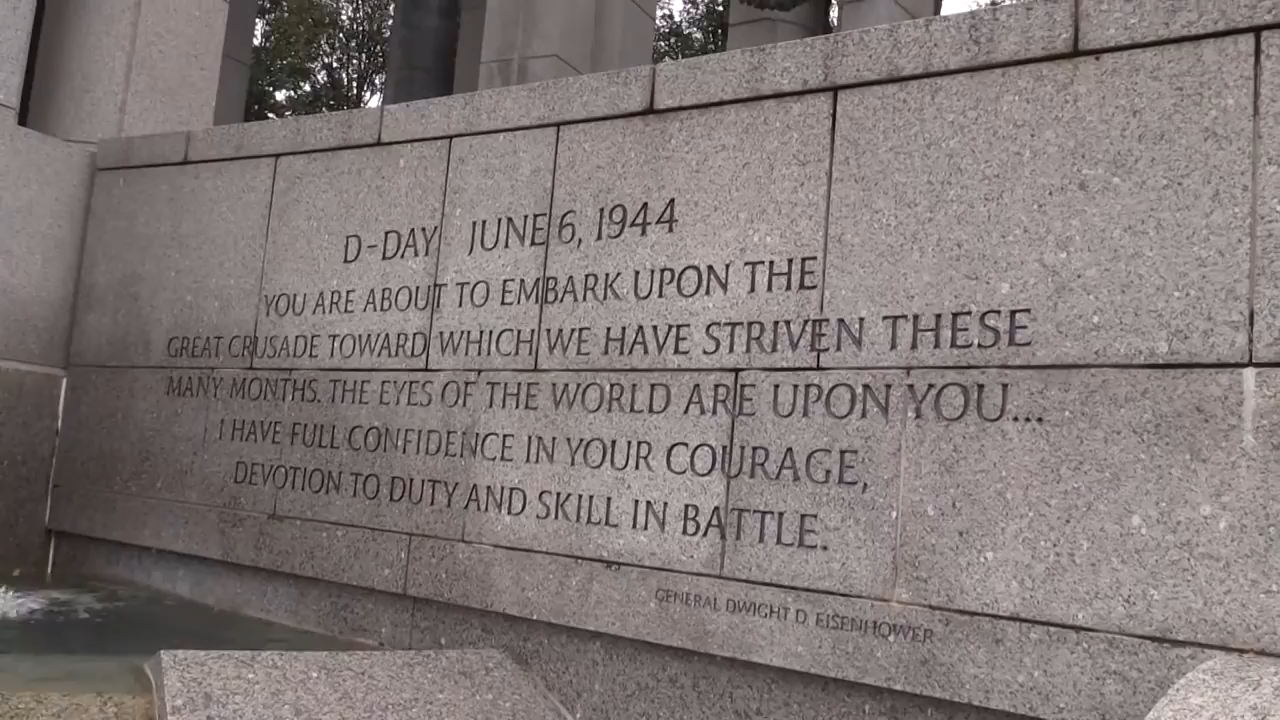 D-DAY JUNE 6, 1944
YOU ARE ABOUT TO EMBARK UPON THE
GREAT CRUSADE TOWARD WHICH WE HAVE STRIVEN THESE
MANY MONTHS. THE EYES OF THE WORLD ARE UPON YOU...
I HAVE FULL CONFIDENCE IN YOUR COURAGE,
DEVOTION TO DUTY AND SKILL IN BATTLE.
GENERAL DWIGHT D. EISENHOWER